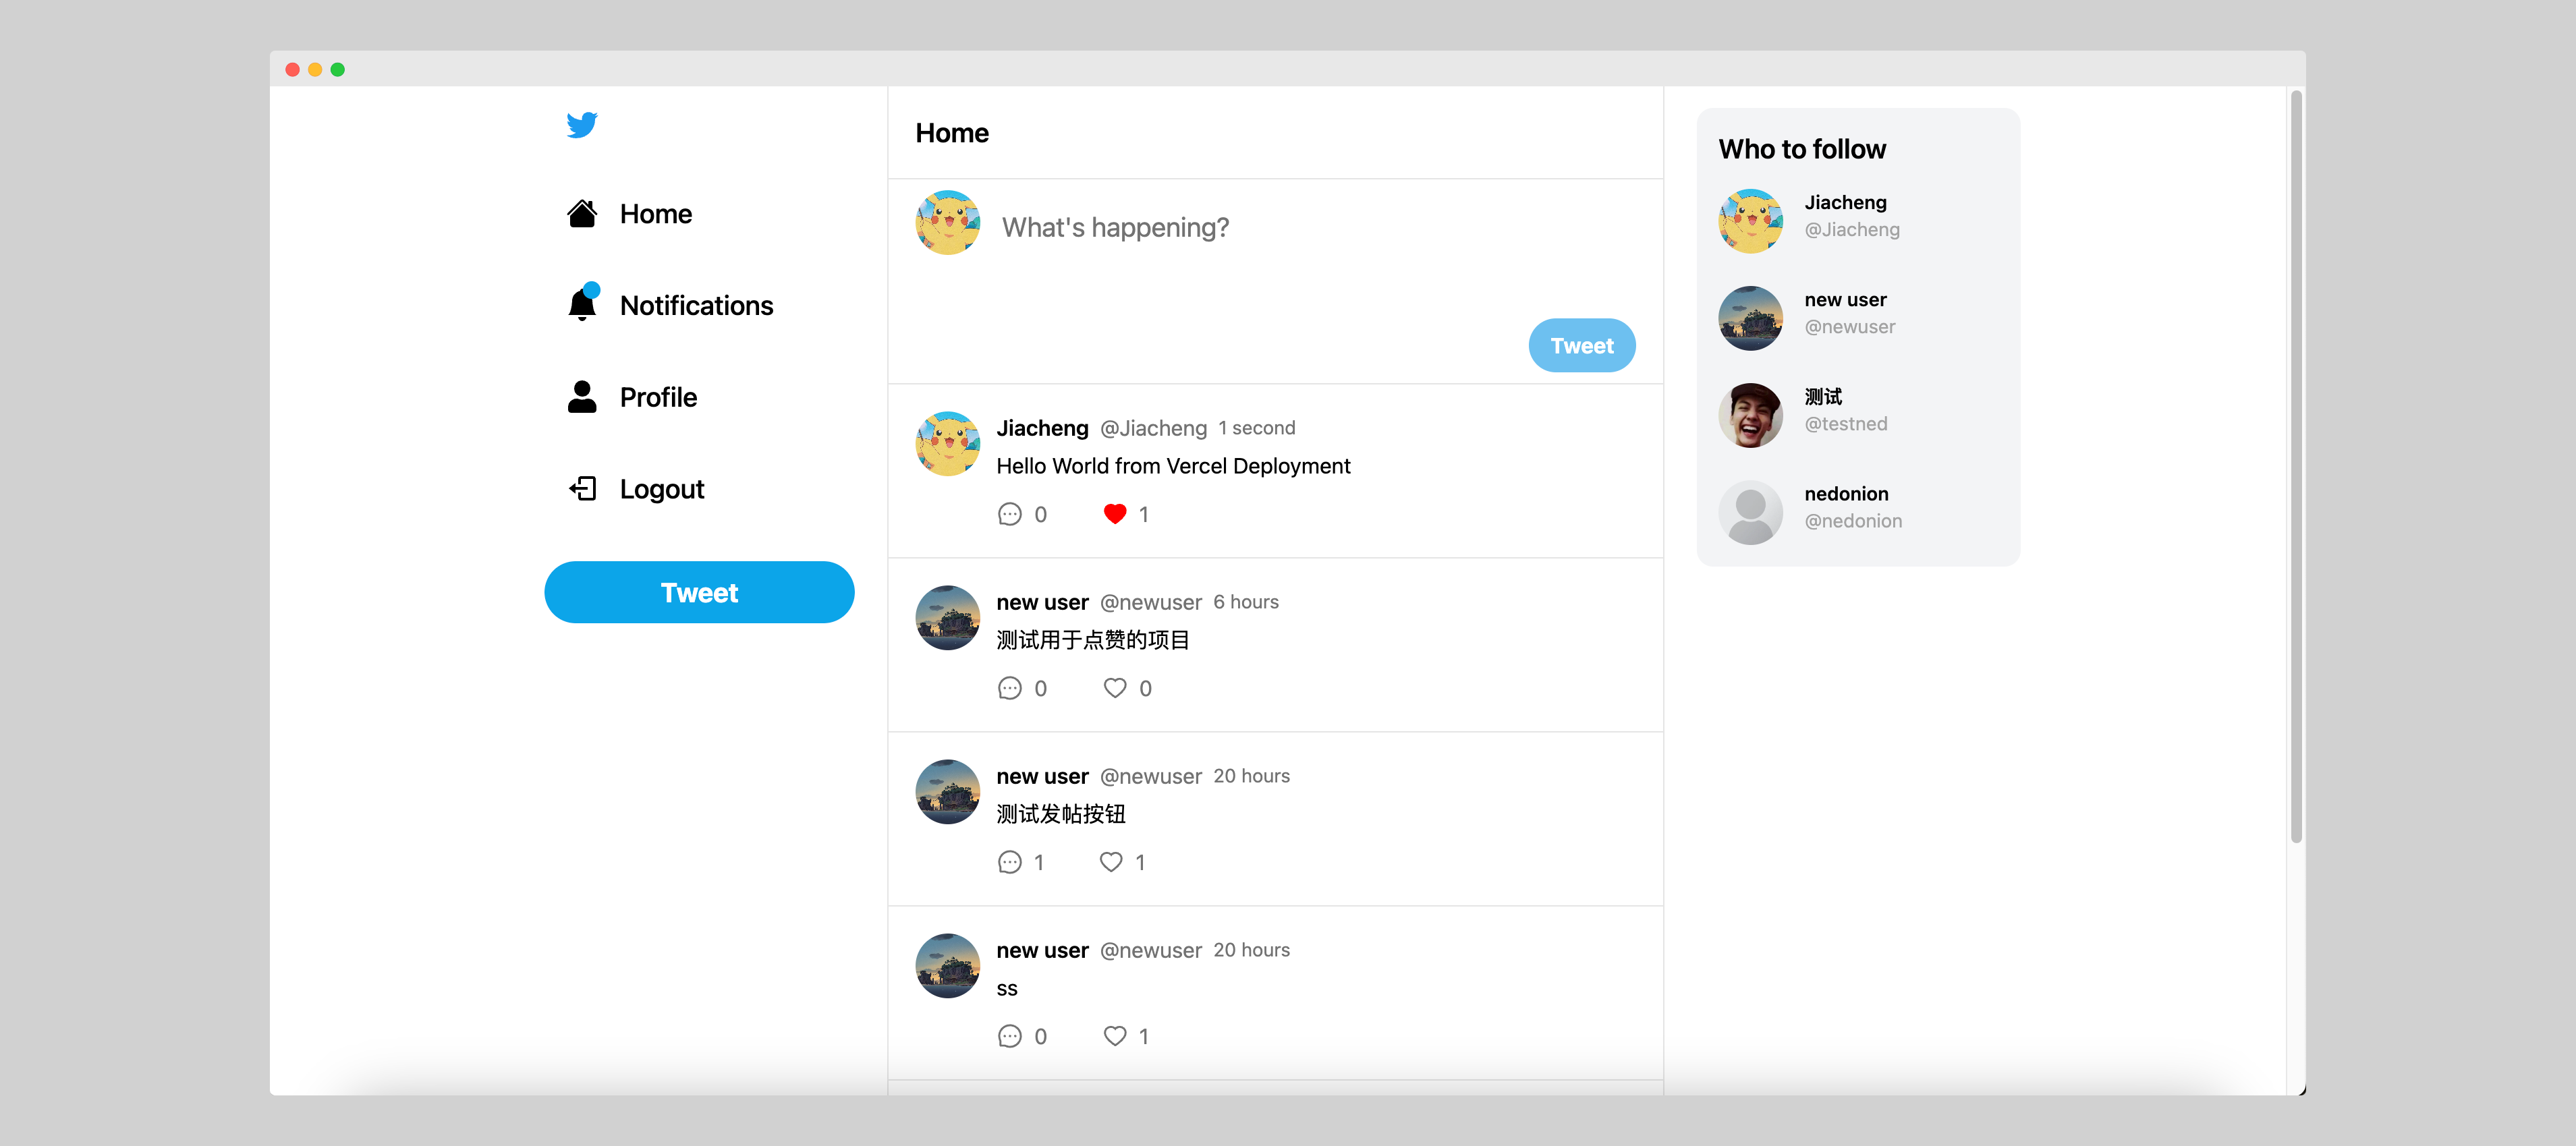 Home
Notifications
Profile
Logout
Tweet
Home
What's happening?
Tweet
Jiacheng @Jiacheng 1 second
Hello World from Vercel Deployment
0 1
new user @newuser 6 hours
测试用于点赞的项目
0 0
new user @newuser 20 hours
测试发帖按钮
1 1
new user @newuser 20 hours
ss
0 1
Who to follow
Jiacheng
@Jiacheng
new user
@newuser
测试
@testned
nedonion
@nedonion